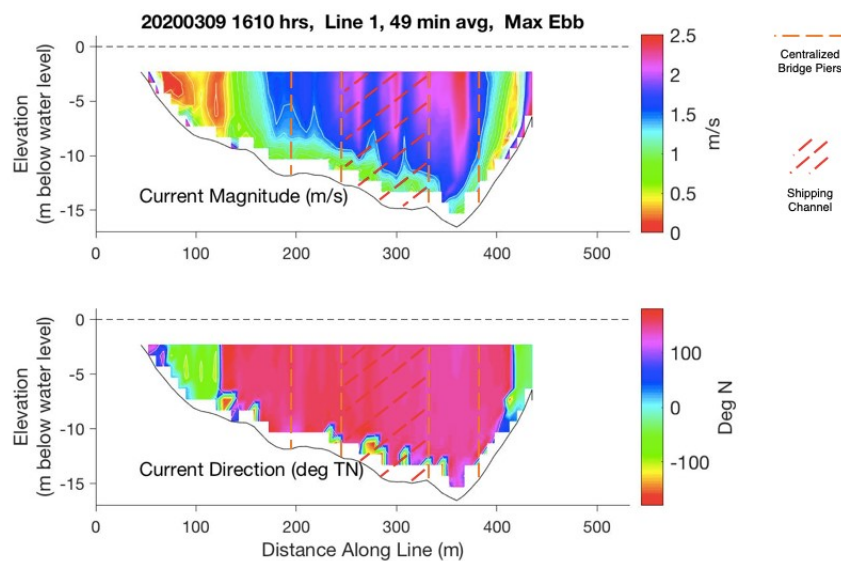 20200309 1610 hrs, Line 1, 49 min avg, Max Ebb
Elevation
(m below water level)
0
-5
-10
-15
Current Magnitude (m/s)
0 100 200 300 400 500
2.5
2
1.5
1
0.5
0
m/s
Centralized
Bridge Piers
Shipping
Channel
Elevation
(m below water level)
0
-5
-10
-15
Current Direction (deg TN)
0 100 200 300 400 500
Distance Along Line (m)
100
0
-100
Deg N